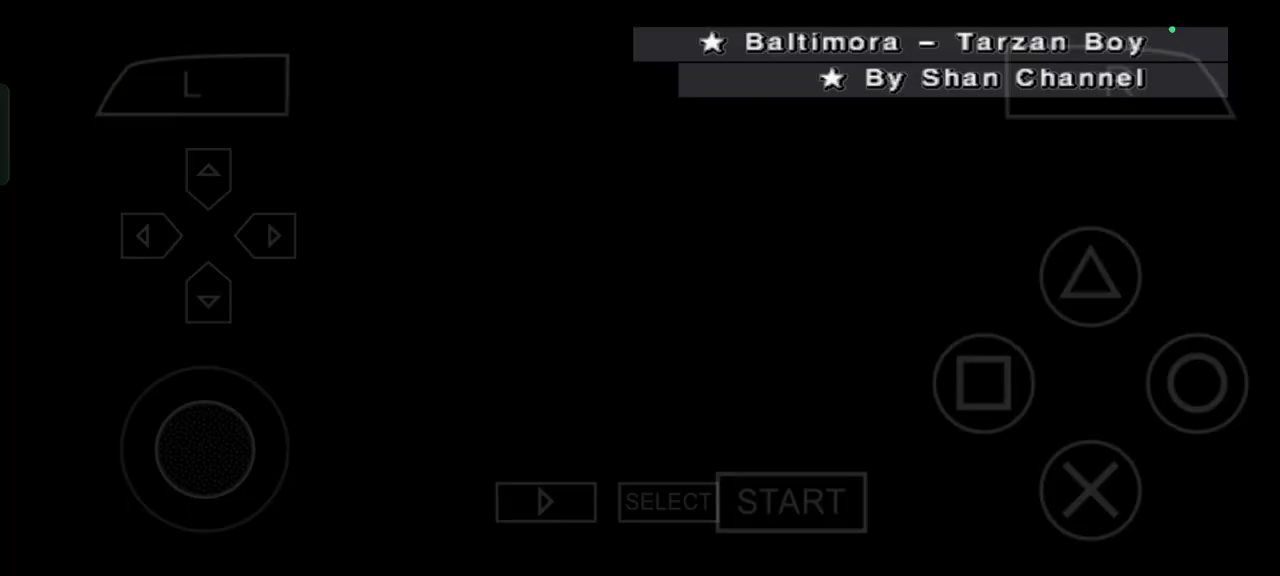 ★ Baltimora – Tarzan Boy
★ By Shan Channel
L
R
SELECT
START